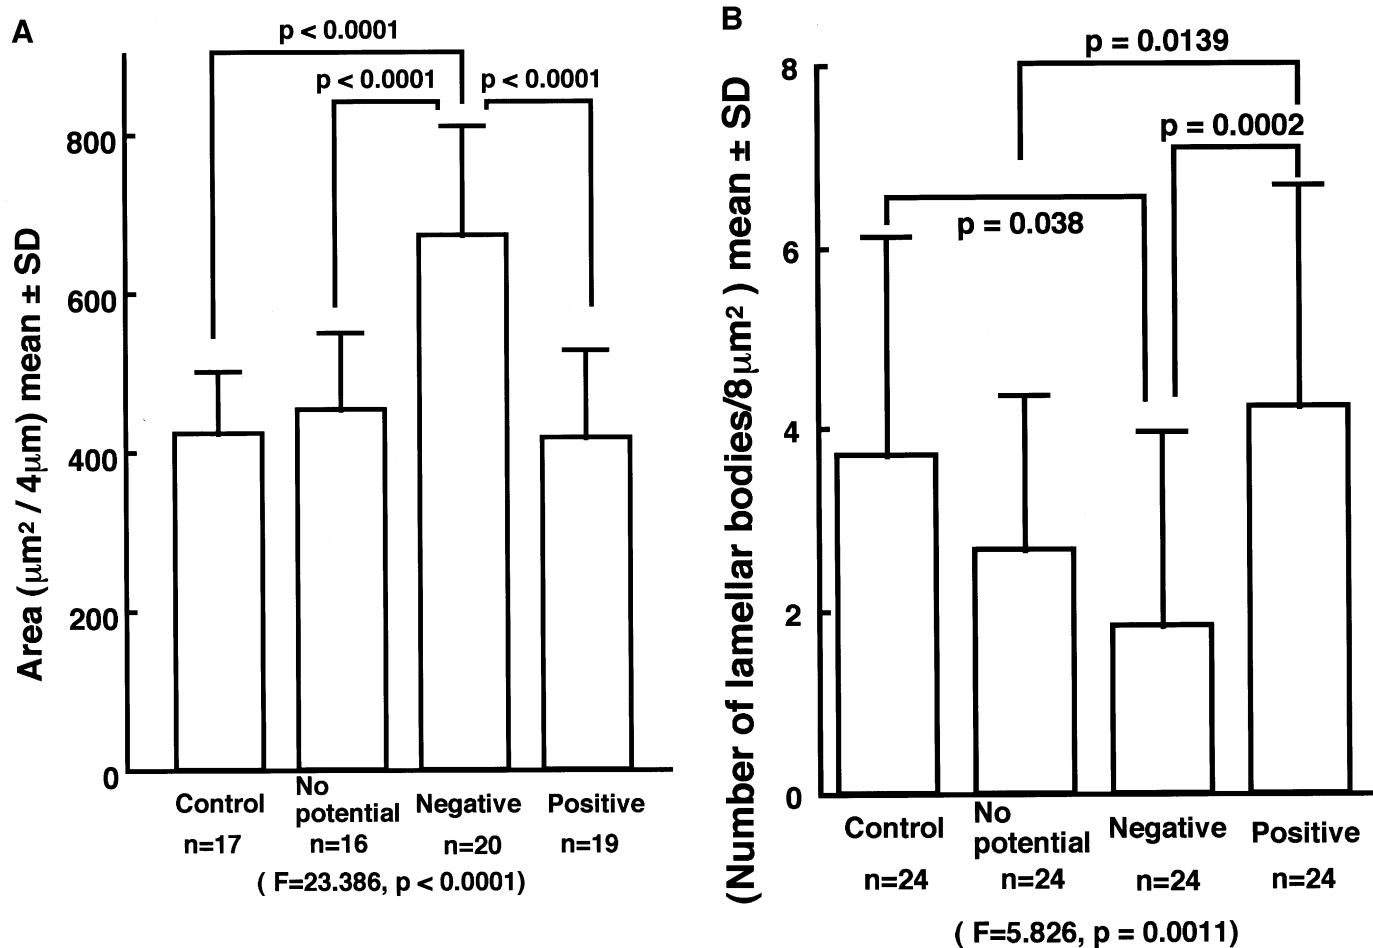 A
p < 0.0001
p < 0.0001
p < 0.0001
Area (μm² / 4μm) mean ± SD
800
600
400
200
0
Control
No potential
Negative
Positive
n=17
n=16
n=20
n=19
( F=23.386, p < 0.0001)
B
p = 0.0139
p = 0.0002
p = 0.038
(Number of lamellar bodies/8μm² ) mean ± SD
8
6
4
2
0
Control
No potential
Negative
Positive
n=24
n=24
n=24
n=24
( F=5.826, p = 0.0011)